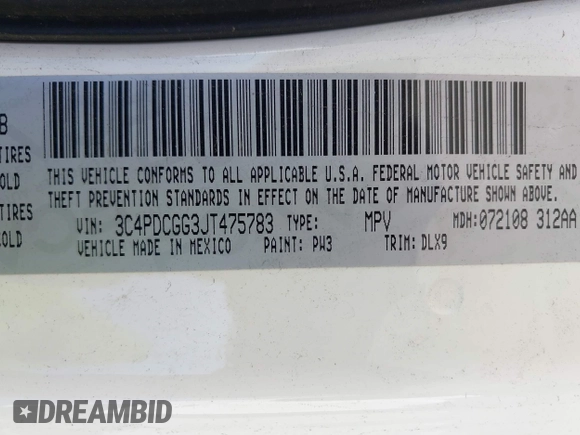 B
TIRES
COLD
TIRES
COLD
THIS VEHICLE CONFORMS TO ALL APPLICABLE U.S.A. FEDERAL MOTOR VEHICLE SAFETY AND
THEFT PREVENTION STANDARDS IN EFFECT ON THE DATE OF MANUFACTURE SHOWN ABOVE.
VIN: 3C4PDCGG3JT475783 TYPE: MPV MDH: 072108 312AA
VEHICLE MADE IN MEXICO PAINT: PW3 TRIM: DLX9
DREAMBID